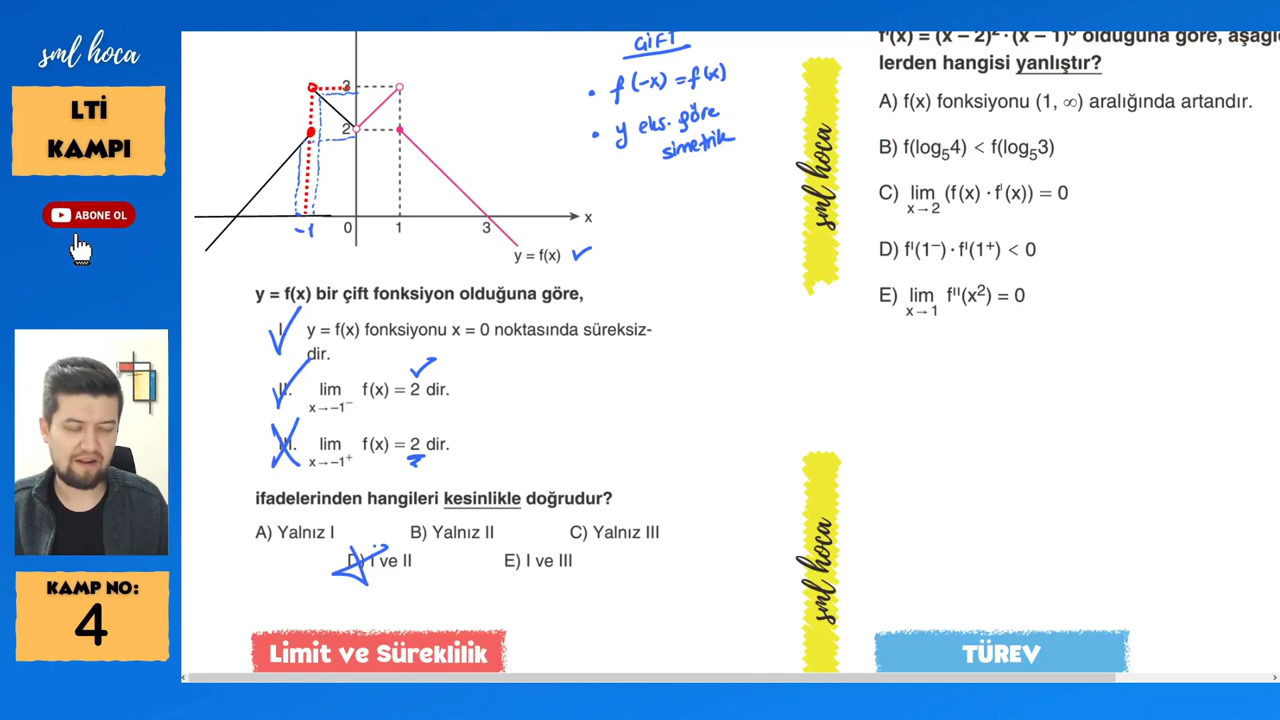 sml hoca
LTİ
KAMPI
ABONE OL
KAMP NO:
4
3
2
-1
0
1
3
x
y = f(x)
ÇİFT
• f(-x) = f(x)
• y eks. göre
simetrik
y = f(x) bir çift fonksiyon olduğuna göre,
I. y = f(x) fonksiyonu x = 0 noktasında süreksiz-
dir.
II. lim f(x) = 2 dir.
x→–1⁻
III. lim f(x) = 2 dir.
x→–1⁺
ifadelerinden hangileri kesinlikle doğrudur?
A) Yalnız I B) Yalnız II C) Yalnız III
D) I ve II E) I ve III
Limit ve Süreklilik
sml hoca
sml hoca
f'(x) = (x – 2)² · (x – 1)³ olduğuna göre, aşağı
lerden hangisi yanlıştır?
A) f(x) fonksiyonu (1, ∞) aralığında artandır.
B) f(log₅4) < f(log₅3)
C) lim (f(x) · f'(x)) = 0
x→2
D) f'(1⁻) · f'(1⁺) < 0
E) lim f''(x²) = 0
x→1
TÜREV